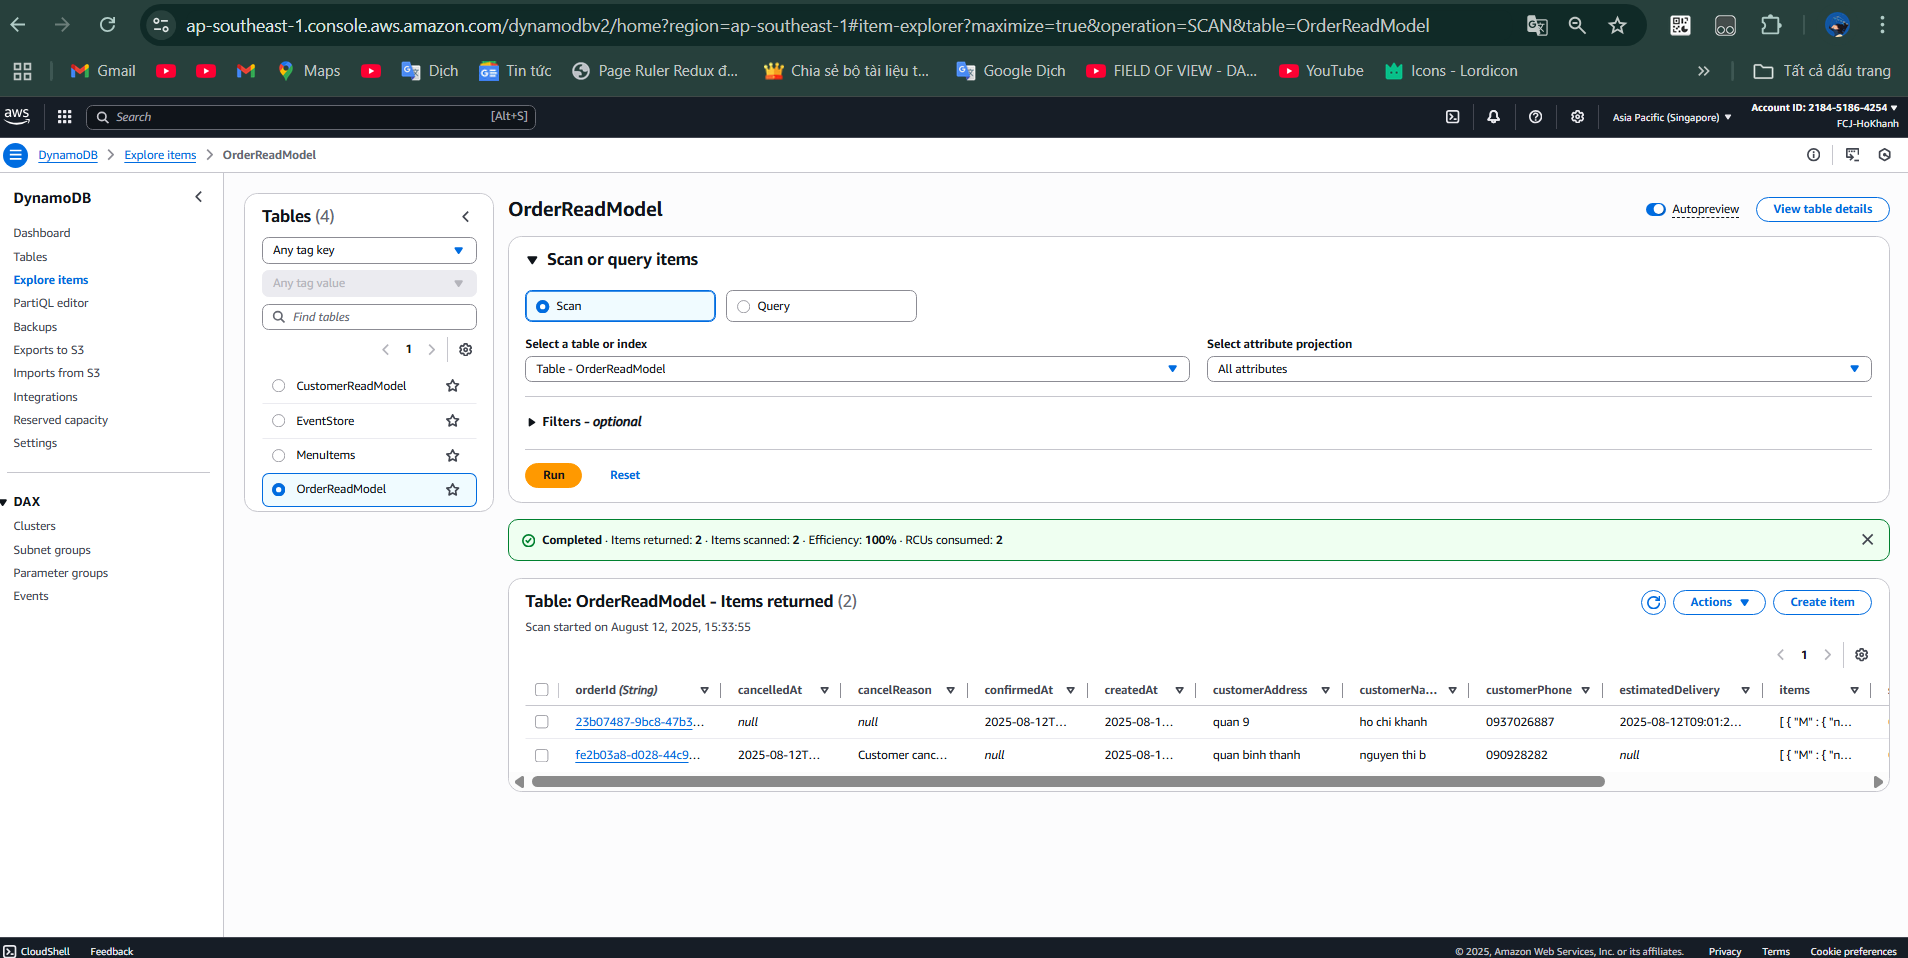 ap-southeast-1.console.aws.amazon.com/dynamodbv2/home?region=ap-southeast-1#item-explorer?maximize=true&operation=SCAN&table=OrderReadModel
Gmail
Maps
Dịch
Tin tức
Page Ruler Redux đ...
Chia sẻ bộ tài liệu t...
Google Dịch
FIELD OF VIEW - DA...
YouTube
Icons - Lordicon
Tất cả dấu trang
aws
Search
[Alt+S]
Asia Pacific (Singapore)
Account ID: 2184-5186-4254
FCJ-HoKhanh
DynamoDB
Explore items
OrderReadModel
DynamoDB
Dashboard
Tables
Explore items
PartiQL editor
Backups
Exports to S3
Imports from S3
Integrations
Reserved capacity
Settings
DAX
Clusters
Subnet groups
Parameter groups
Events
Tables (4)
Any tag key
Any tag value
Find tables
1
CustomerReadModel
EventStore
MenuItems
OrderReadModel
OrderReadModel
Autopreview
View table details
Scan or query items
Scan
Query
Select a table or index
Table - OrderReadModel
Select attribute projection
All attributes
Filters - optional
Run
Reset
Completed · Items returned: 2 · Items scanned: 2 · Efficiency: 100% · RCUs consumed: 2
Table: OrderReadModel - Items returned (2)
Scan started on August 12, 2025, 15:33:55
Actions
Create item
1
orderId (String) cancelledAt cancelReason confirmedAt createdAt customerAddress customerNa... customerPhone estimatedDelivery items
23b07487-9bc8-47b3... null null 2025-08-12T... 2025-08-1... quan 9 ho chi khanh 0937026887 2025-08-12T09:01:2... [ { "M" : { "n...
fe2b03a8-d028-44c9... 2025-08-12T... Customer canc... null 2025-08-1... quan binh thanh nguyen thi b 090928282 null [ { "M" : { "n...
CloudShell
Feedback
© 2025, Amazon Web Services, Inc. or its affiliates.
Privacy
Terms
Cookie preferences